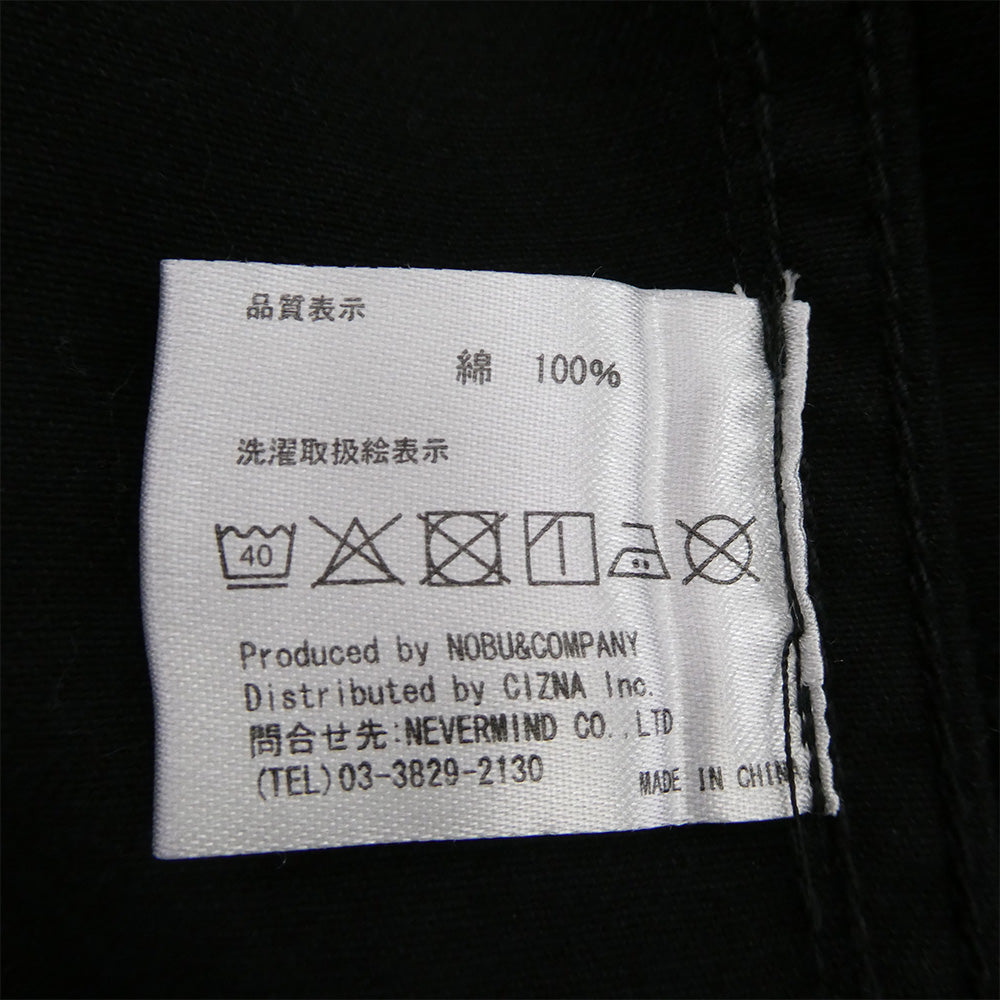 品質表示
綿 100%
洗濯取扱絵表示
40
Produced by NOBU&COMPANY
Distributed by CIZNA Inc.
問合せ先:NEVERMIND CO.,LTD
(TEL)03-3829-2130
MADE IN CHINA